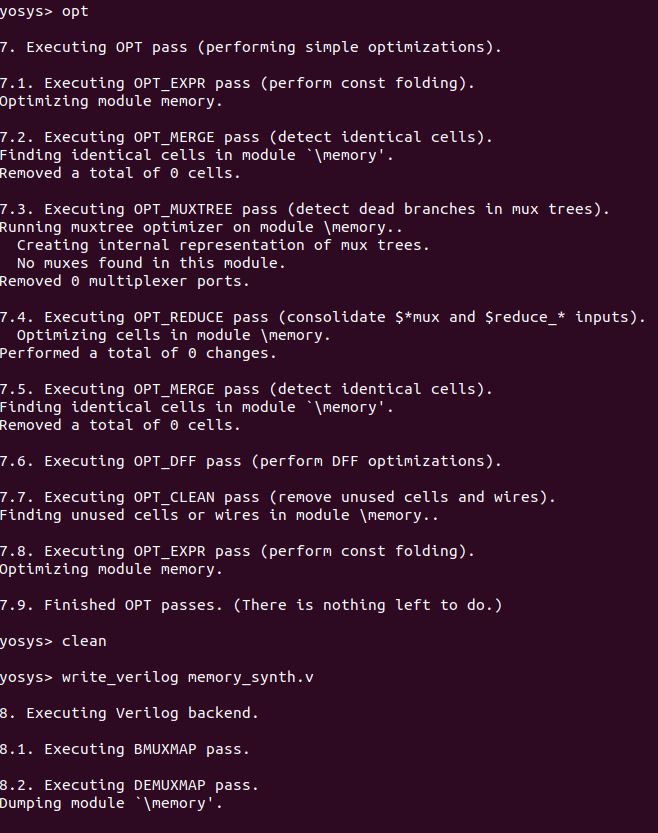 yosys> opt
7. Executing OPT pass (performing simple optimizations).
7.1. Executing OPT_EXPR pass (perform const folding).
Optimizing module memory.
7.2. Executing OPT_MERGE pass (detect identical cells).
Finding identical cells in module `\memory'.
Removed a total of 0 cells.
7.3. Executing OPT_MUXTREE pass (detect dead branches in mux trees).
Running muxtree optimizer on module \memory..
  Creating internal representation of mux trees.
  No muxes found in this module.
Removed 0 multiplexer ports.
7.4. Executing OPT_REDUCE pass (consolidate $*mux and $reduce_* inputs).
  Optimizing cells in module \memory.
Performed a total of 0 changes.
7.5. Executing OPT_MERGE pass (detect identical cells).
Finding identical cells in module `\memory'.
Removed a total of 0 cells.
7.6. Executing OPT_DFF pass (perform DFF optimizations).
7.7. Executing OPT_CLEAN pass (remove unused cells and wires).
Finding unused cells or wires in module \memory..
7.8. Executing OPT_EXPR pass (perform const folding).
Optimizing module memory.
7.9. Finished OPT passes. (There is nothing left to do.)
yosys> clean
yosys> write_verilog memory_synth.v
8. Executing Verilog backend.
8.1. Executing BMUXMAP pass.
8.2. Executing DEMUXMAP pass.
Dumping module `\memory'.